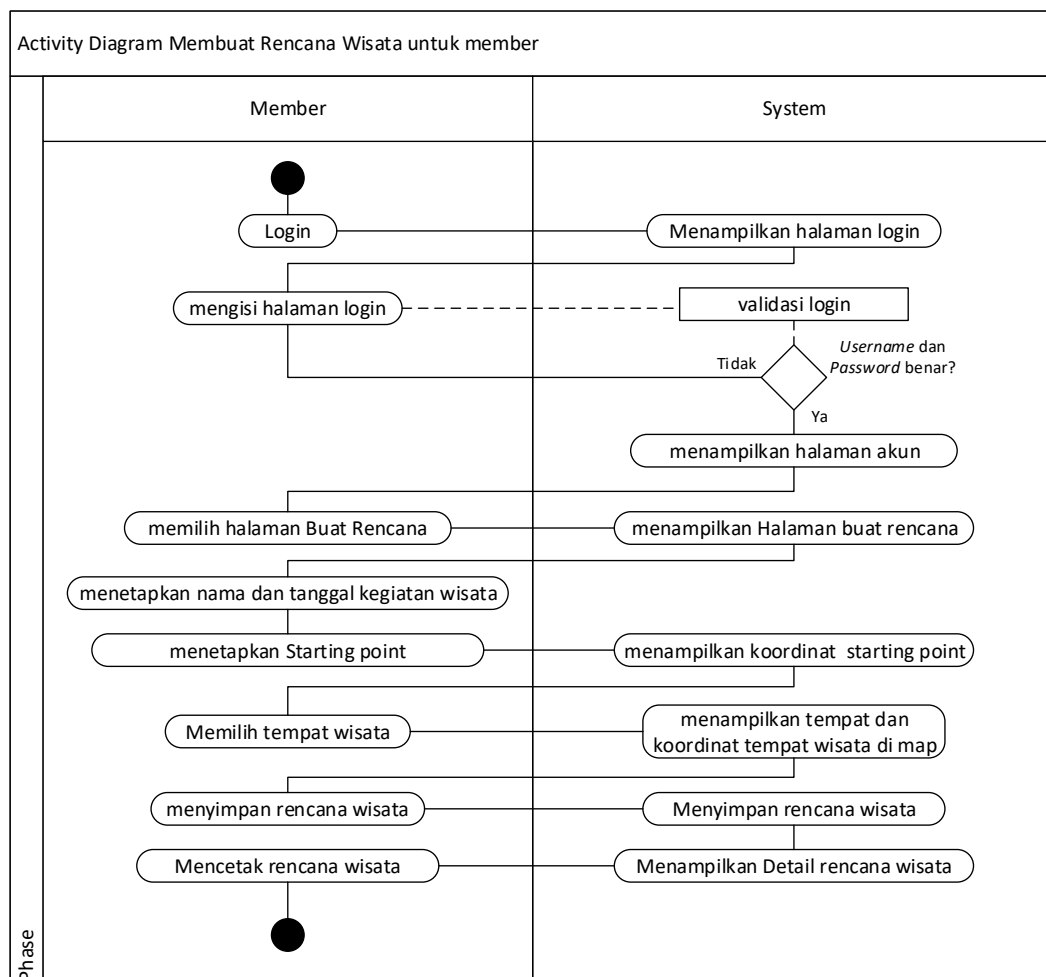 Activity Diagram Membuat Rencana Wisata untuk member
Member
System
Login
Menampilkan halaman login
mengisi halaman login
validasi login
Username dan
Password benar?
Tidak
Ya
menampilkan halaman akun
memilih halaman Buat Rencana
menampilkan Halaman buat rencana
menetapkan nama dan tanggal kegiatan wisata
menetapkan Starting point
menampilkan koordinat starting point
Memilih tempat wisata
menampilkan tempat dan
koordinat tempat wisata di map
menyimpan rencana wisata
Menyimpan rencana wisata
Mencetak rencana wisata
Menampilkan Detail rencana wisata
Phase